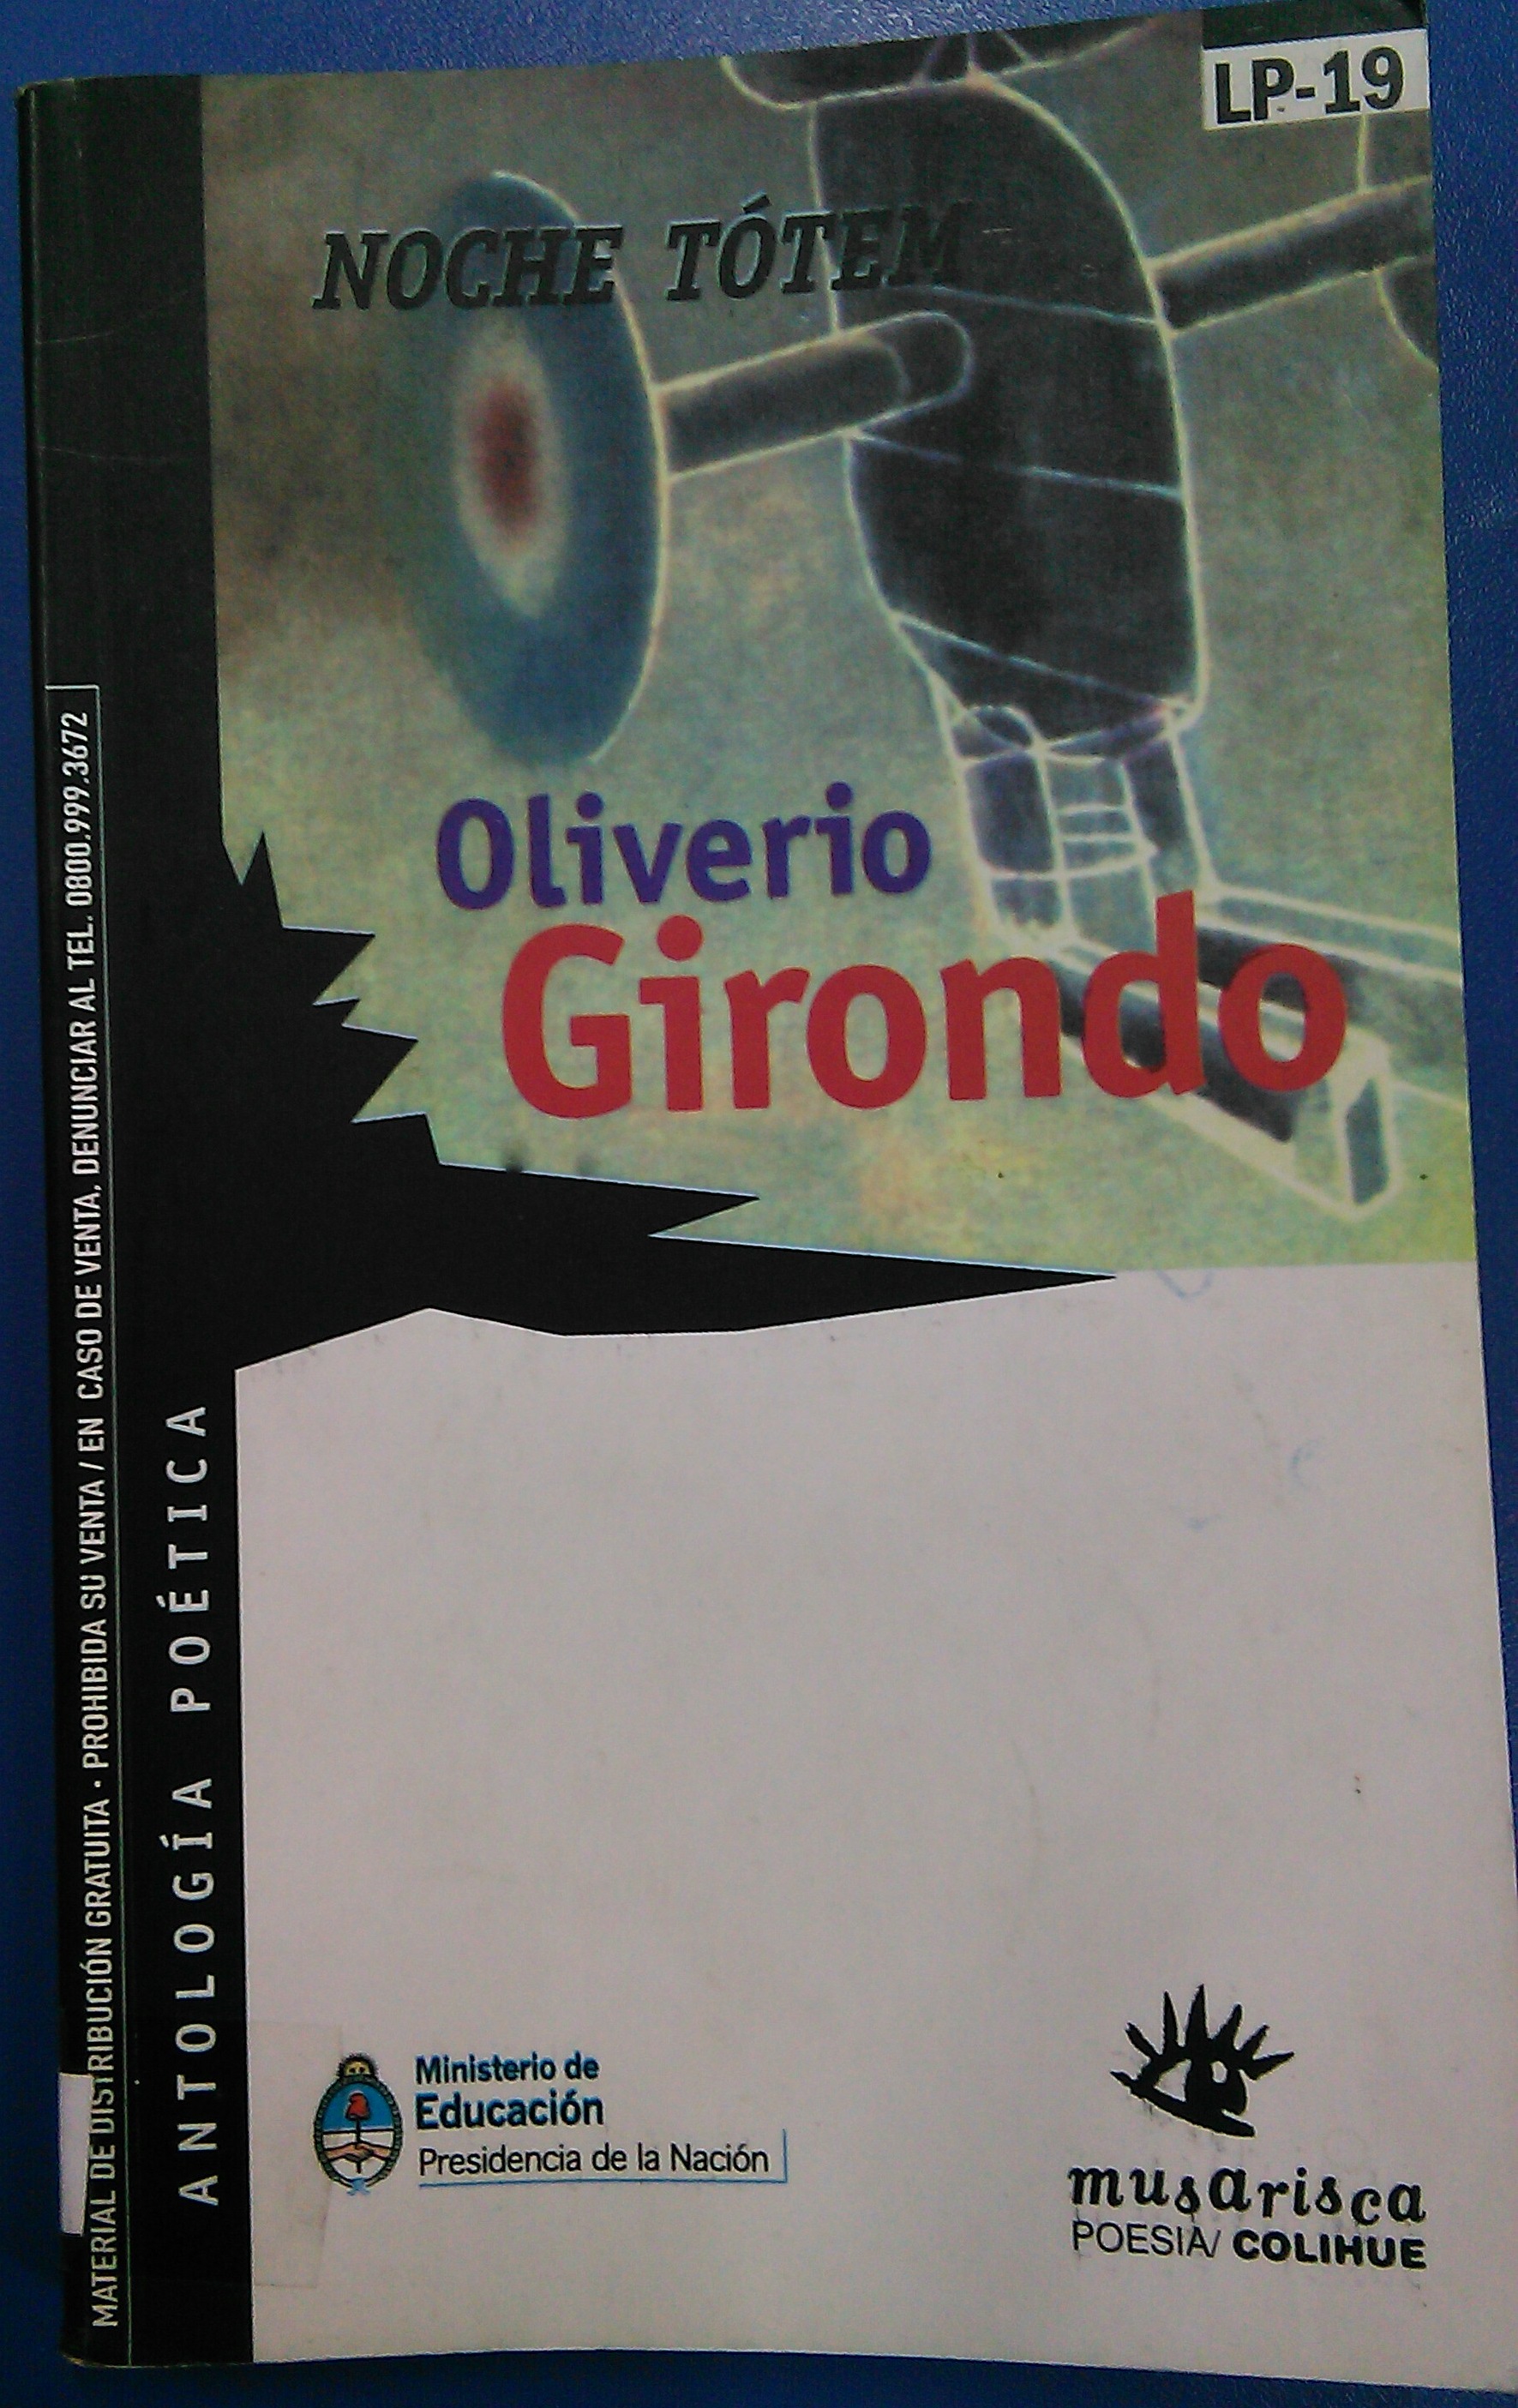 LP-19
NOCHE TÓTEM
Oliverio
Girondo
MATERIAL DE DISTRIBUCIÓN GRATUITA · PROHIBIDA SU VENTA / EN CASO DE VENTA, DENUNCIAR AL TEL. 0800.999.3672
ANTOLOGÍA POÉTICA
Ministerio de
Educación
Presidencia de la Nación
musarisca
POESIA/ COLIHUE